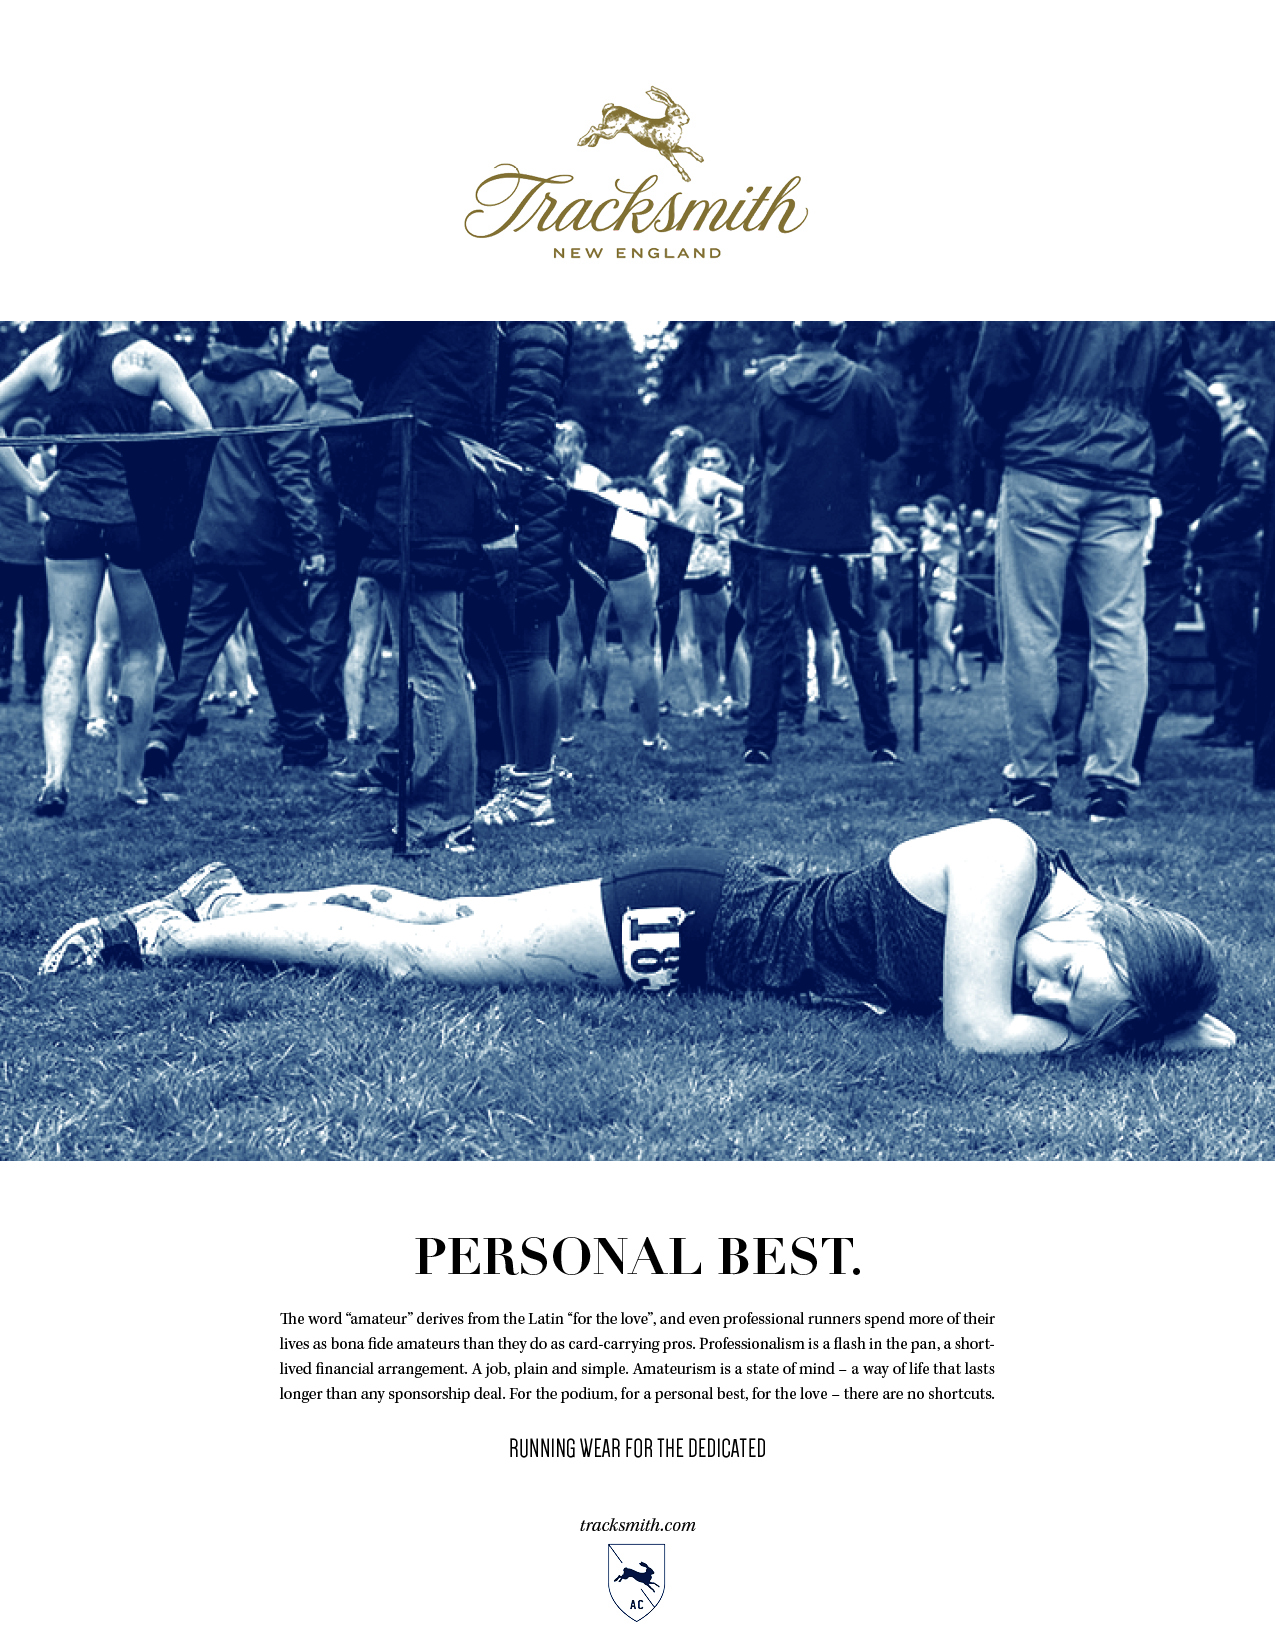 Tracksmith
NEW ENGLAND
PERSONAL BEST.
The word “amateur” derives from the Latin “for the love”, and even professional runners spend more of their
lives as bona fide amateurs than they do as card-carrying pros. Professionalism is a flash in the pan, a short-
lived financial arrangement. A job, plain and simple. Amateurism is a state of mind – a way of life that lasts
longer than any sponsorship deal. For the podium, for a personal best, for the love – there are no shortcuts.
RUNNING WEAR FOR THE DEDICATED
tracksmith.com
AC